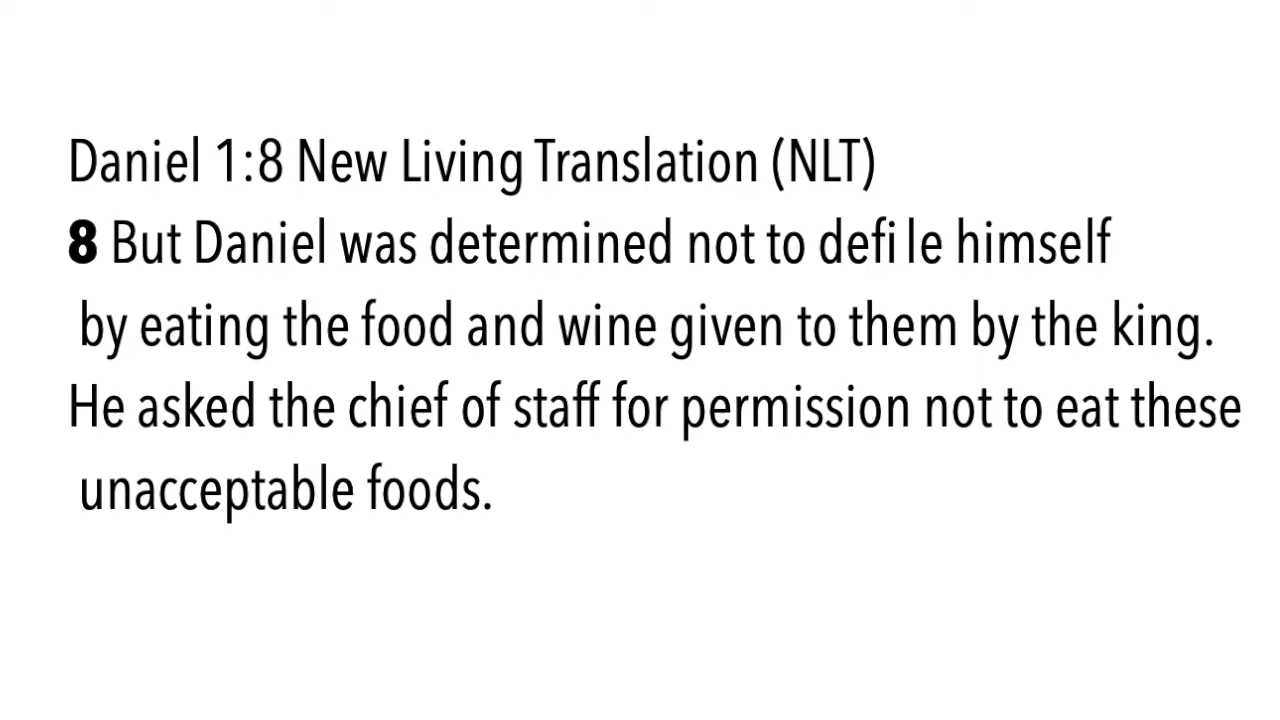 Daniel 1:8 New Living Translation (NLT)
8 But Daniel was determined not to defi le himself
by eating the food and wine given to them by the king.
He asked the chief of staff for permission not to eat these
unacceptable foods.